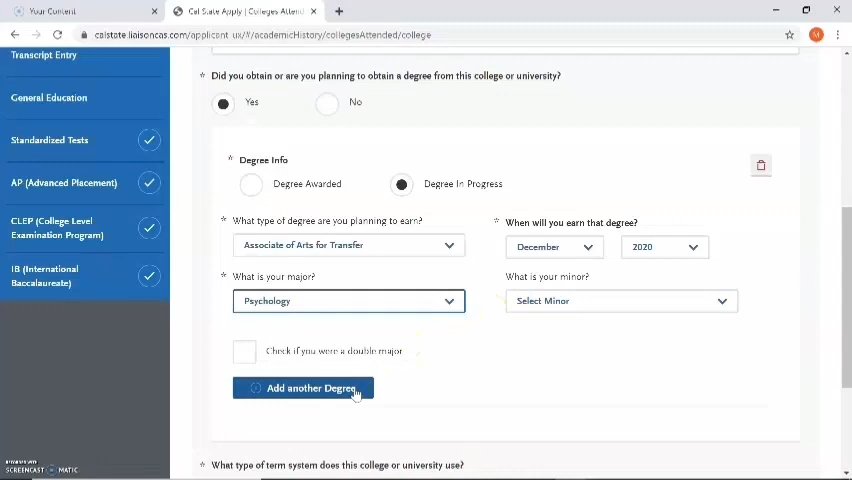 Your Content
Cal State Apply | Colleges Attend
calstate.liaisoncas.com/applicant-ux/#/academicHistory/collegesAttended/college
M
Transcript Entry
General Education
Standardized Tests
AP (Advanced Placement)
CLEP (College Level
Examination Program)
IB (International
Baccalaureate)
* Did you obtain or are you planning to obtain a degree from this college or university?
Yes
No
* Degree Info
Degree Awarded
Degree In Progress
* What type of degree are you planning to earn?
* When will you earn that degree?
Associate of Arts for Transfer
December
2020
* What is your major?
What is your minor?
Psychology
Select Minor
Check if you were a double major
Add another Degree
* What type of term system does this college or university use?
RECORDED WITH
SCREENCAST MATIC